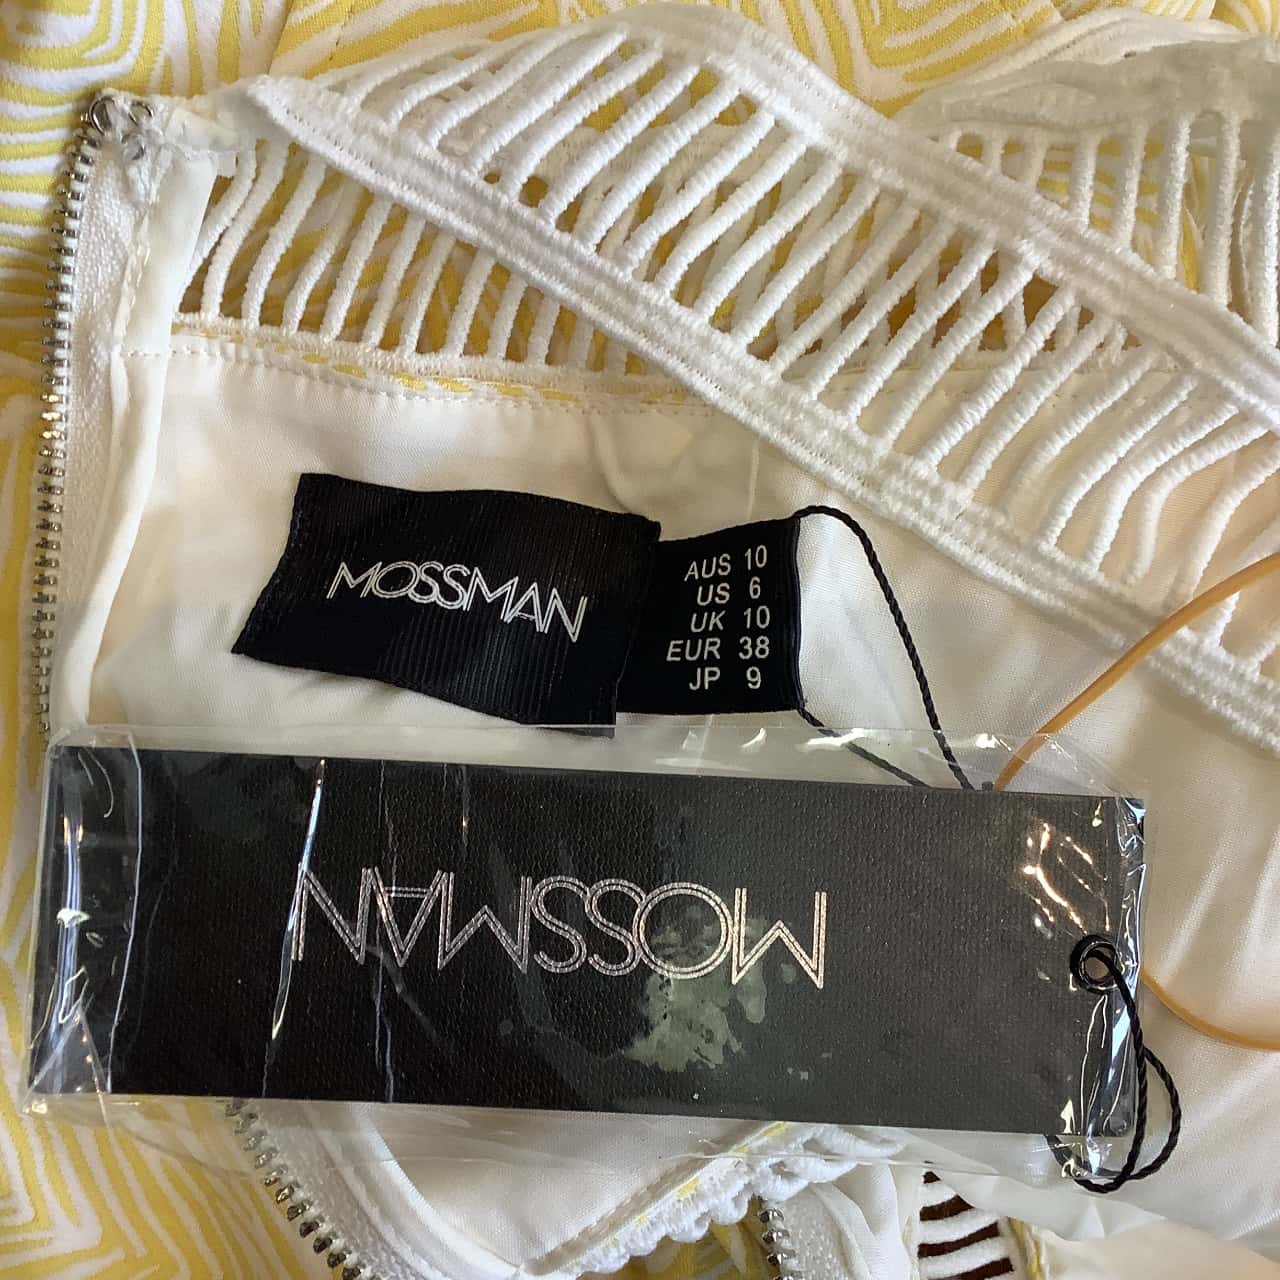 MOSSMAN
AUS 10
US 6
UK 10
EUR 38
JP 9
MOSSMAN